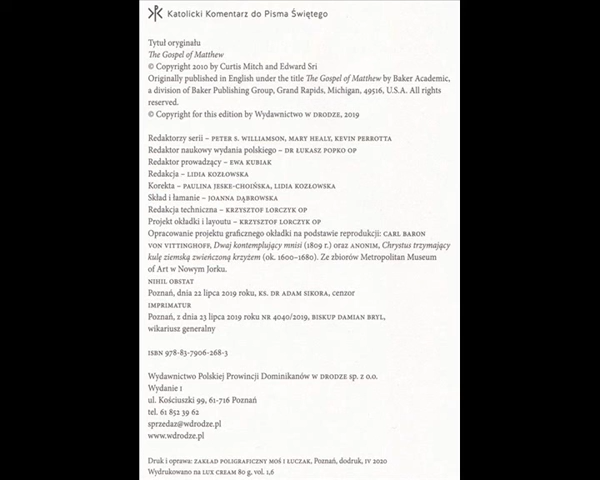 Katolicki Komentarz do Pisma Świętego
Tytuł oryginału
The Gospel of Matthew
© Copyright 2010 by Curtis Mitch and Edward Sri
Originally published in English under the title The Gospel of Matthew by Baker Academic,
a division of Baker Publishing Group, Grand Rapids, Michigan, 49516, U.S.A. All rights
reserved.
© Copyright for this edition by Wydawnictwo W DRODZE, 2019
Redaktorzy serii – PETER S. WILLIAMSON, MARY HEALY, KEVIN PERROTTA
Redaktor naukowy wydania polskiego – DR ŁUKASZ POPKO OP
Redaktor prowadzący – EWA KUBIAK
Redakcja – LIDIA KOZŁOWSKA
Korekta – PAULINA JESKE-CHOIŃSKA, LIDIA KOZŁOWSKA
Skład i łamanie – JOANNA DĄBROWSKA
Redakcja techniczna – KRZYSZTOF LORCZYK OP
Projekt okładki i layoutu – KRZYSZTOF LORCZYK OP
Opracowanie projektu graficznego okładki na podstawie reprodukcji: CARL BARON
VON VITTINGHOFF, Dwaj kontemplujący mnisi (1809 r.) oraz ANONIM, Chrystus trzymający
kulę ziemską zwieńczoną krzyżem (ok. 1600–1680). Ze zbiorów Metropolitan Museum
of Art w Nowym Jorku.
NIHIL OBSTAT
Poznań, dnia 22 lipca 2019 roku, KS. DR ADAM SIKORA, cenzor
IMPRIMATUR
Poznań, z dnia 23 lipca 2019 roku NR 4040/2019, BISKUP DAMIAN BRYL,
wikariusz generalny
ISBN 978-83-7906-268-3
Wydawnictwo Polskiej Prowincji Dominikanów W DRODZE sp. z o.o.
Wydanie I
ul. Kościuszki 99, 61-716 Poznań
tel. 61 852 39 62
sprzedaz@wdrodze.pl
www.wdrodze.pl
Druk i oprawa: ZAKŁAD POLIGRAFICZNY MOŚ I ŁUCZAK, Poznań, dodruk, IV 2020
Wydrukowano na LUX CREAM 80 g, vol. 1,6